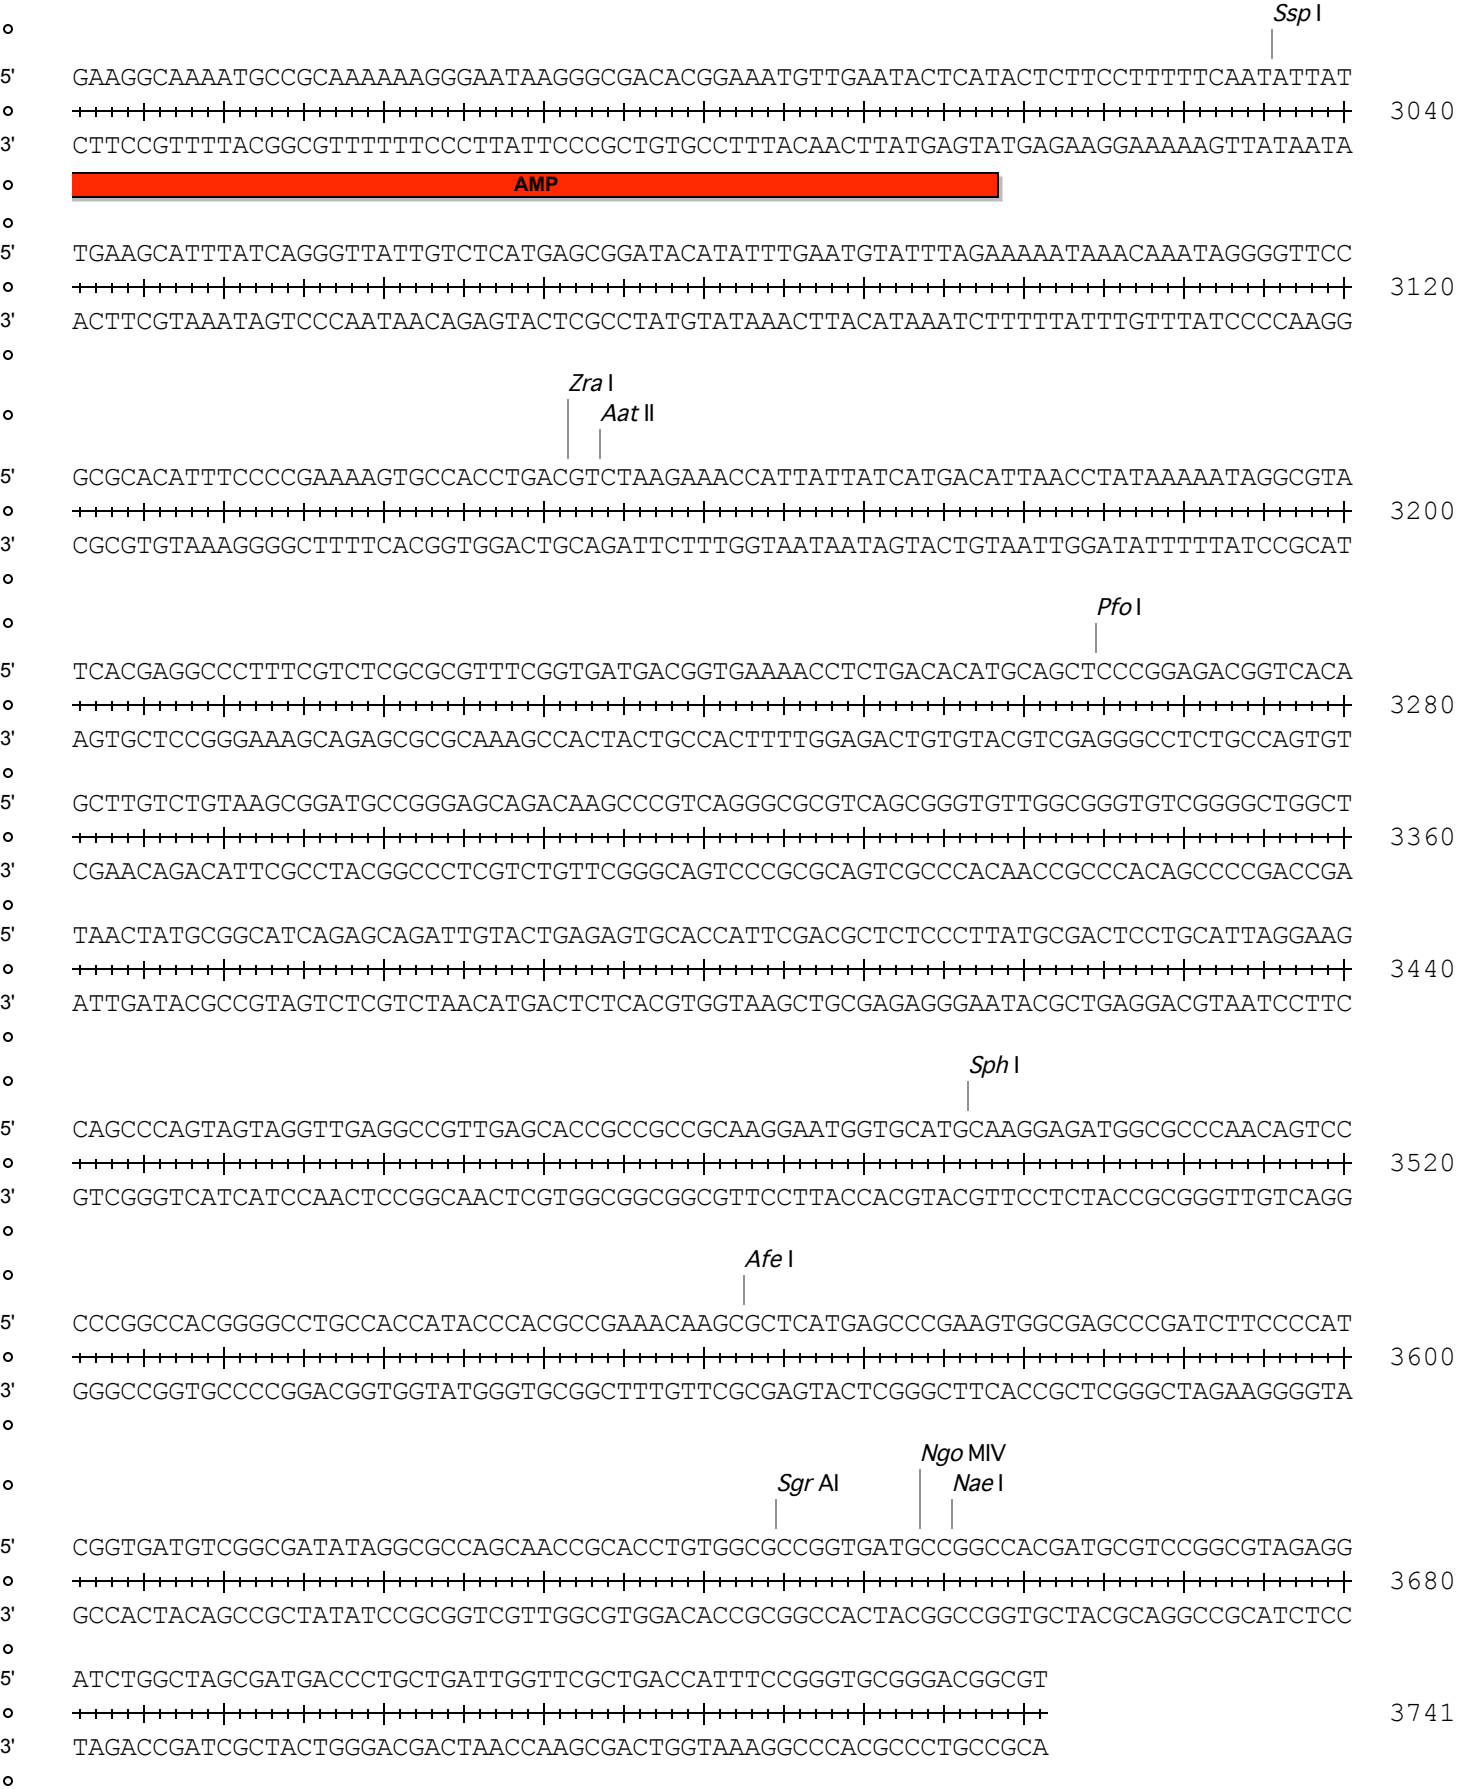 Ssp I
5' GAAGGCAAAATGCCGCAAAAAAGGGAATAAGGGCGACACGGAAATGTTGAATACTCATACTCTTCCTTTTTCAATATTAT
3040
3' CTTCCGTTTTACGGCGTTTTTTCCCTTATTCCCGCTGTGCCTTTACAACTTATGAGTATGAGAAGGAAAAAGTTATAATA
AMP
5' TGAAGCATTTATCAGGGTTATTGTCTCATGAGCGGATACATATTTGAATGTATTTAGAAAAATAAACAAATAGGGGTTCC
3120
3' ACTTCGTAAATAGTCCCAATAACAGAGTACTCGCCTATGTATAAACTTACATAAATCTTTTTATTTGTTTATCCCCAAGG
Zra I
Aat II
5' GCGCACATTTCCCCGAAAAGTGCCACCTGACGTCTAAGAAACCATTATTATCATGACATTAACCTATAAAAATAGGCGTA
3200
3' CGCGTGTAAAGGGGCTTTTCACGGTGGACTGCAGATTCTTTGGTAATAATAGTACTGTAATTGGATATTTTTATCCGCAT
Pfo I
5' TCACGAGGCCCTTTCGTCTCGCGCGTTTCGGTGATGACGGTGAAAACCTCTGACACATGCAGCTCCCGGAGACGGTCACA
3280
3' AGTGCTCCGGGAAAGCAGAGCGCGCAAAGCCACTACTGCCACTTTTGGAGACTGTGTACGTCGAGGGCCTCTGCCAGTGT
5' GCTTGTCTGTAAGCGGATGCCGGGAGCAGACAAGCCCGTCAGGGCGCGTCAGCGGGTGTTGGCGGGTGTCGGGGCTGGCT
3360
3' CGAACAGACATTCGCCTACGGCCCTCGTCTGTTCGGGCAGTCCCGCGCAGTCGCCCACAACCGCCCACAGCCCCGACCGA
5' TAACTATGCGGCATCAGAGCAGATTGTACTGAGAGTGCACCATTCGACGCTCTCCCTTATGCGACTCCTGCATTAGGAAG
3440
3' ATTGATACGCCGTAGTCTCGTCTAACATGACTCTCACGTGGTAAGCTGCGAGAGGGAATACGCTGAGGACGTAATCCTTC
Sph I
5' CAGCCCAGTAGTAGGTTGAGGCCGTTGAGCACCGCCGCCGCAAGGAATGGTGCATGCAAGGAGATGGCGCCCAACAGTCC
3520
3' GTCGGGTCATCATCCAACTCCGGCAACTCGTGGCGGCGGCGTTCCTTACCACGTACGTTCCTCTACCGCGGGTTGTCAGG
Afe I
5' CCCGGCCACGGGGCCTGCCACCATACCCACGCCGAAACAAGCGCTCATGAGCCCGAAGTGGCGAGCCCGATCTTCCCCAT
3600
3' GGGCCGGTGCCCCGGACGGTGGTATGGGTGCGGCTTTGTTCGCGAGTACTCGGGCTTCACCGCTCGGGCTAGAAGGGGTA
Ngo MIV
Sgr AI Nae I
5' CGGTGATGTCGGCGATATAGGCGCCAGCAACCGCACCTGTGGCGCCGGTGATGCCGGCCACGATGCGTCCGGCGTAGAGG
3680
3' GCCACTACAGCCGCTATATCCGCGGTCGTTGGCGTGGACACCGCGGCCACTACGGCCGGTGCTACGCAGGCCGCATCTCC
5' ATCTGGCTAGCGATGACCCTGCTGATTGGTTCGCTGACCATTTCCGGGTGCGGGACGGCGT
3741
3' TAGACCGATCGCTACTGGGACGACTAACCAAGCGACTGGTAAAGGCCCACGCCCTGCCGCA